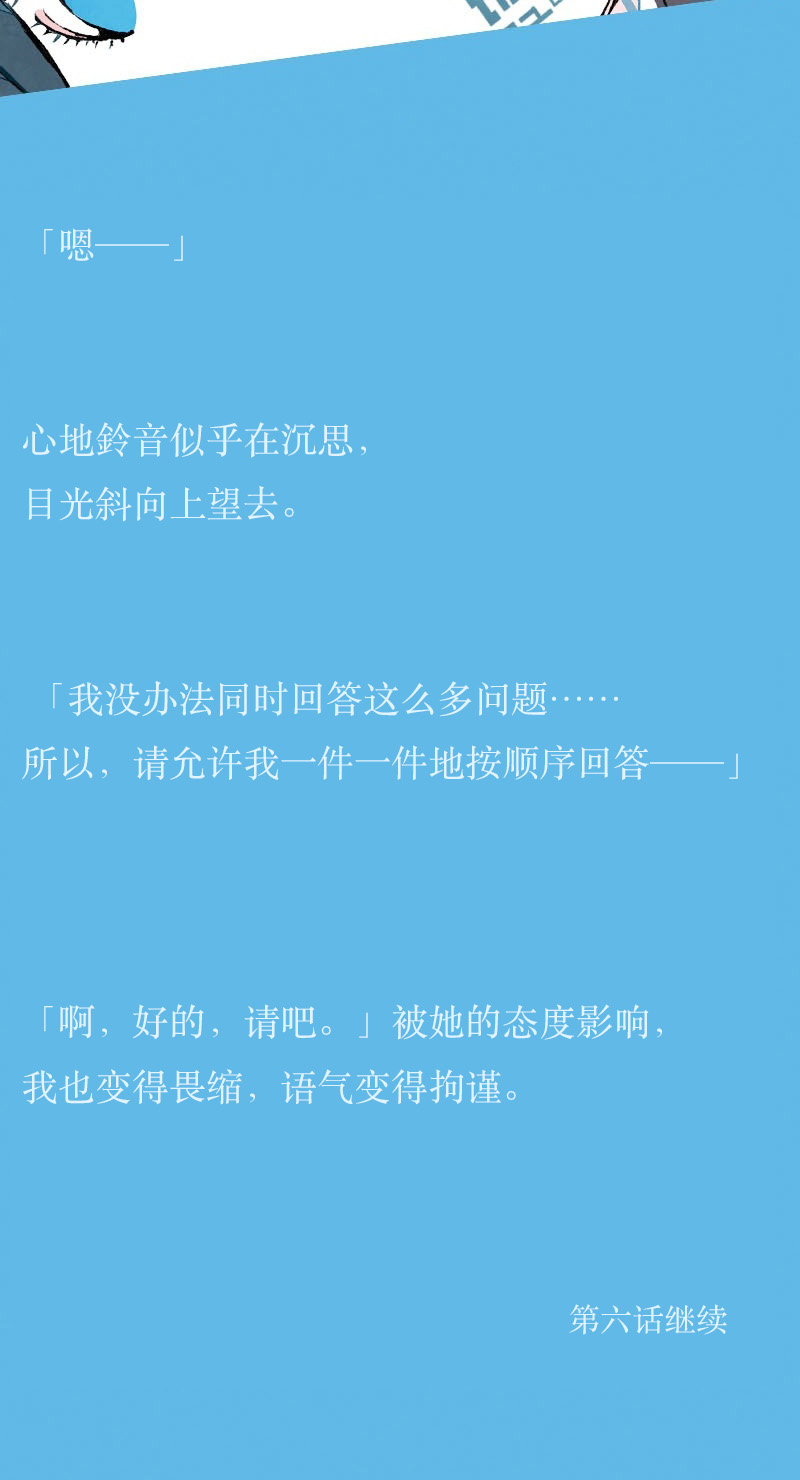 「嗯——」
心地鈴音似乎在沉思，
目光斜向上望去。
「我没办法同时回答这么多问题……
所以，请允许我一件一件地按顺序回答——」
「啊，好的，请吧。」被她的态度影响，
我也变得畏缩，语气变得拘谨。
第六话继续